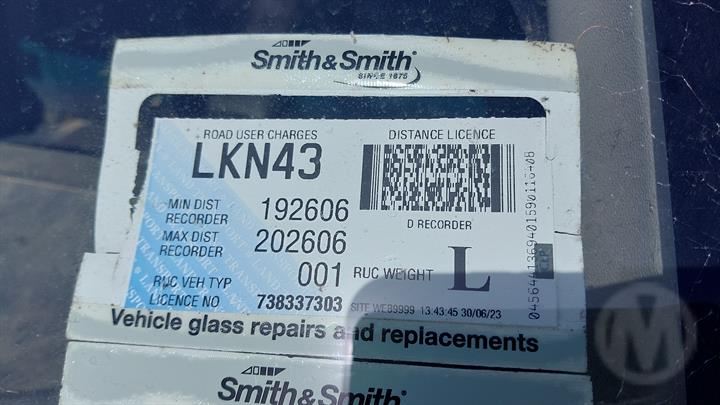 Smith&Smith®
SINCE 1875
ROAD USER CHARGES
DISTANCE LICENCE
LKN43
MIN DIST RECORDER 192606
D RECORDER
MAX DIST RECORDER 202606
RUC VEH TYP 001
RUC WEIGHT L
LICENCE NO 738337303
SITE WE89999 13:43:45 30/06/23
CLP
Vehicle glass repairs and replacements
Smith&Smith®
M